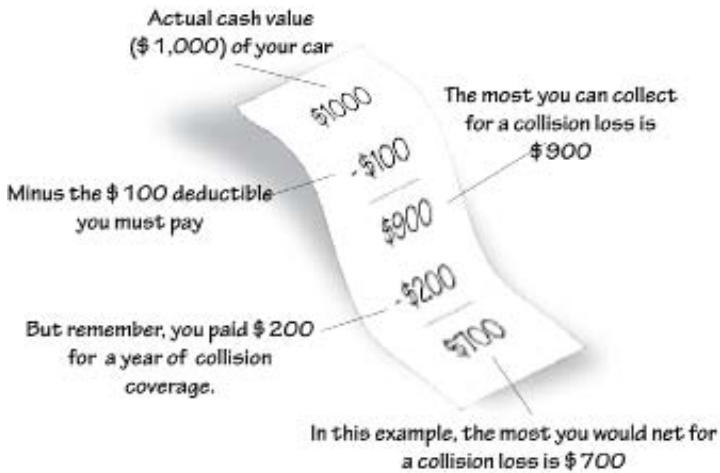 Actual cash value
($ 1,000) of your car
$1000
The most you can collect
for a collision loss is
$ 900
- $100
Minus the $ 100 deductible
you must pay
$900
- $200
But remember, you paid $ 200
for a year of collision
coverage.
$700
In this example, the most you would net for
a collision loss is $ 700